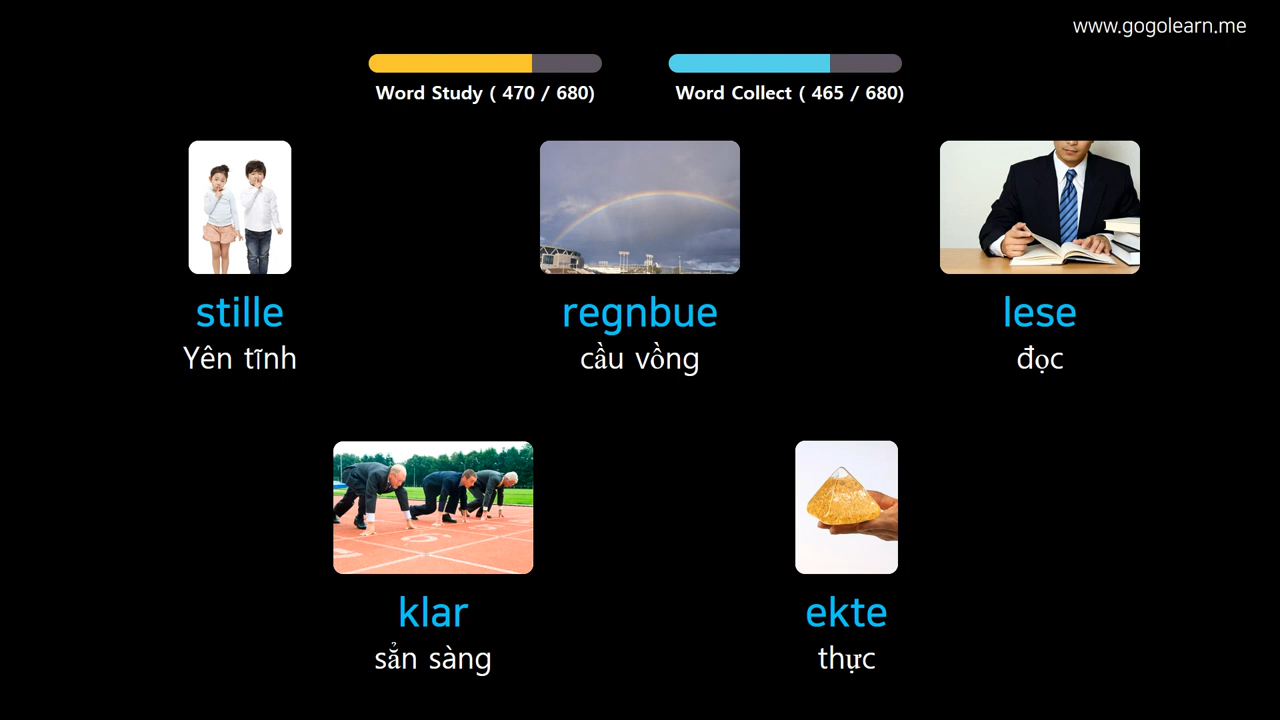 www.gogolearn.me
Word Study ( 470 / 680)
Word Collect ( 465 / 680)
stille
regnbue
lese
Yên tĩnh
cầu vồng
đọc
klar
ekte
sẳn sàng
thực